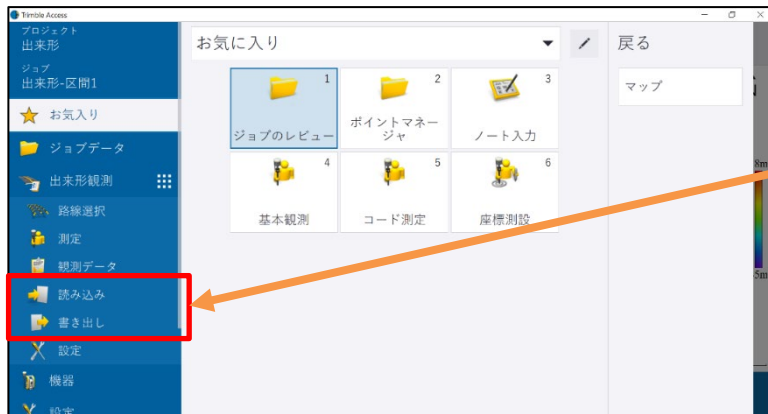 Trimble Access
プロジェクト
出来形
ジョブ
出来形-区間1
お気入り
ジョブデータ
出来形観測
路線選択
測定
観測データ
読み込み
書き出し
設定
機器
設定
お気に入り
1
ジョブのレビュー
2
ポイントマネー
ジャ
3
ノート入力
4
基本観測
5
コード測定
6
座標測設
戻る
マップ
8m
5m